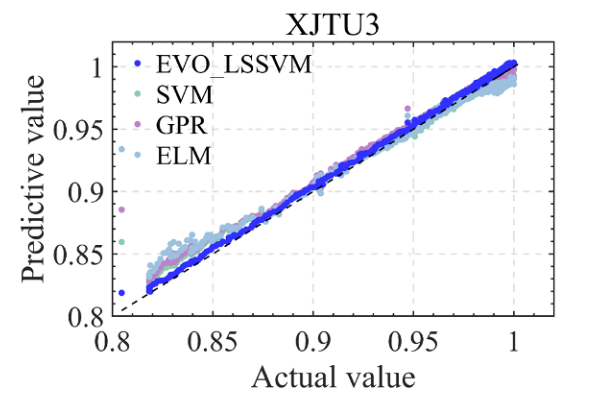 XJTU3
EVO_LSSVM
SVM
GPR
ELM
Predictive value
1
0.95
0.9
0.85
0.8
0.8 0.85 0.9 0.95 1
Actual value